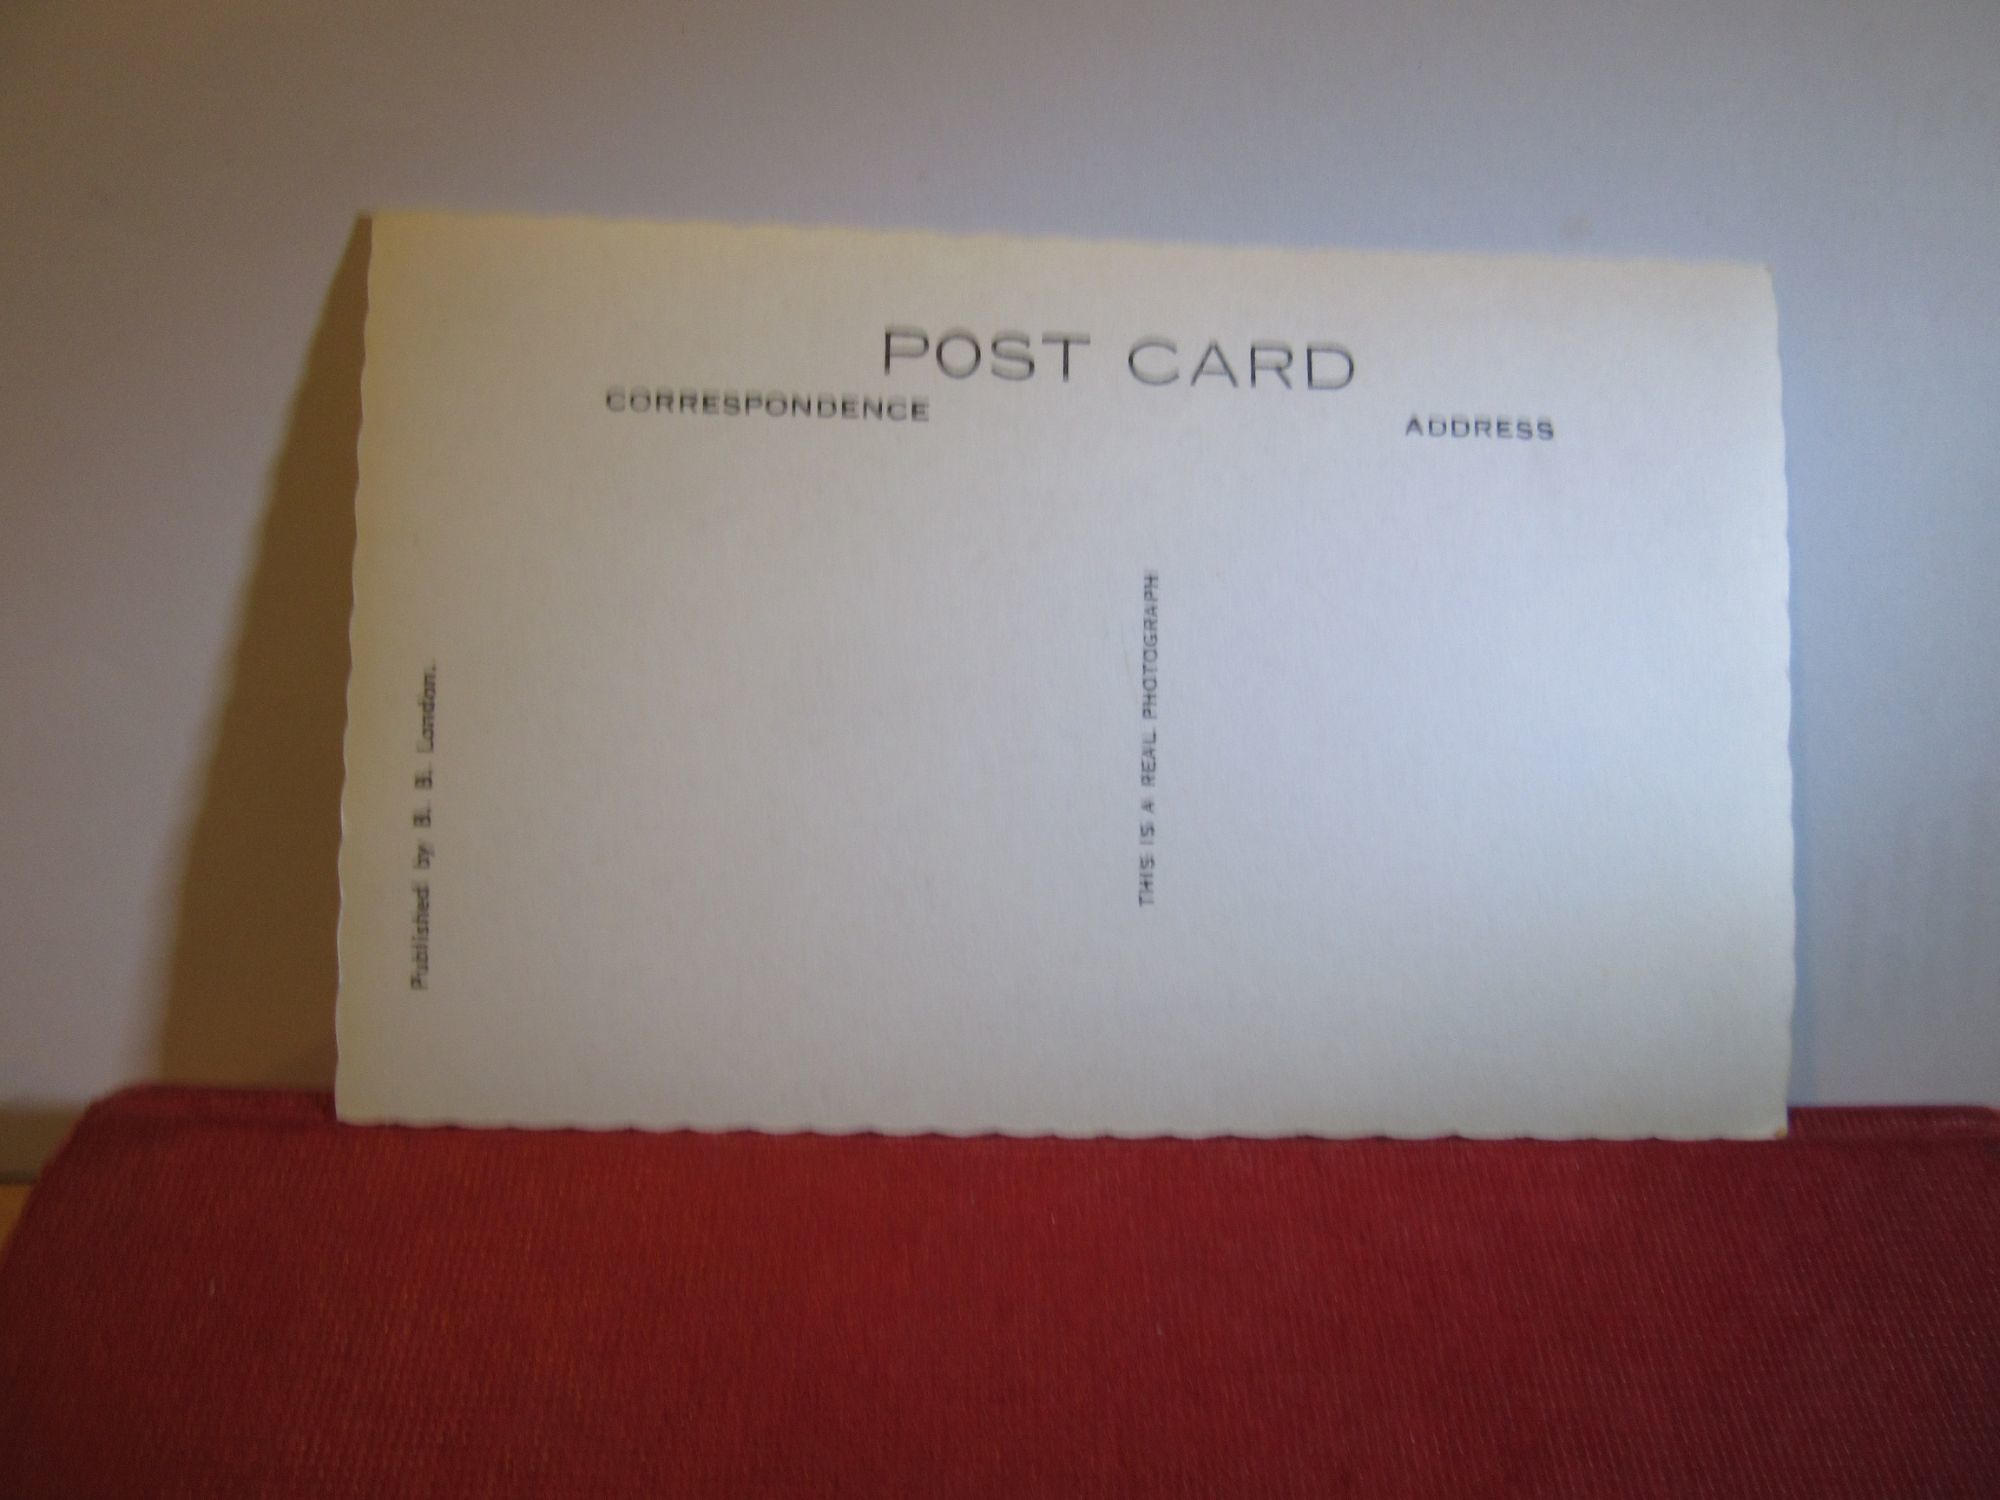 POST CARD
CORRESPONDENCE
ADDRESS
Published by B. B. London.
THIS IS A REAL PHOTOGRAPH